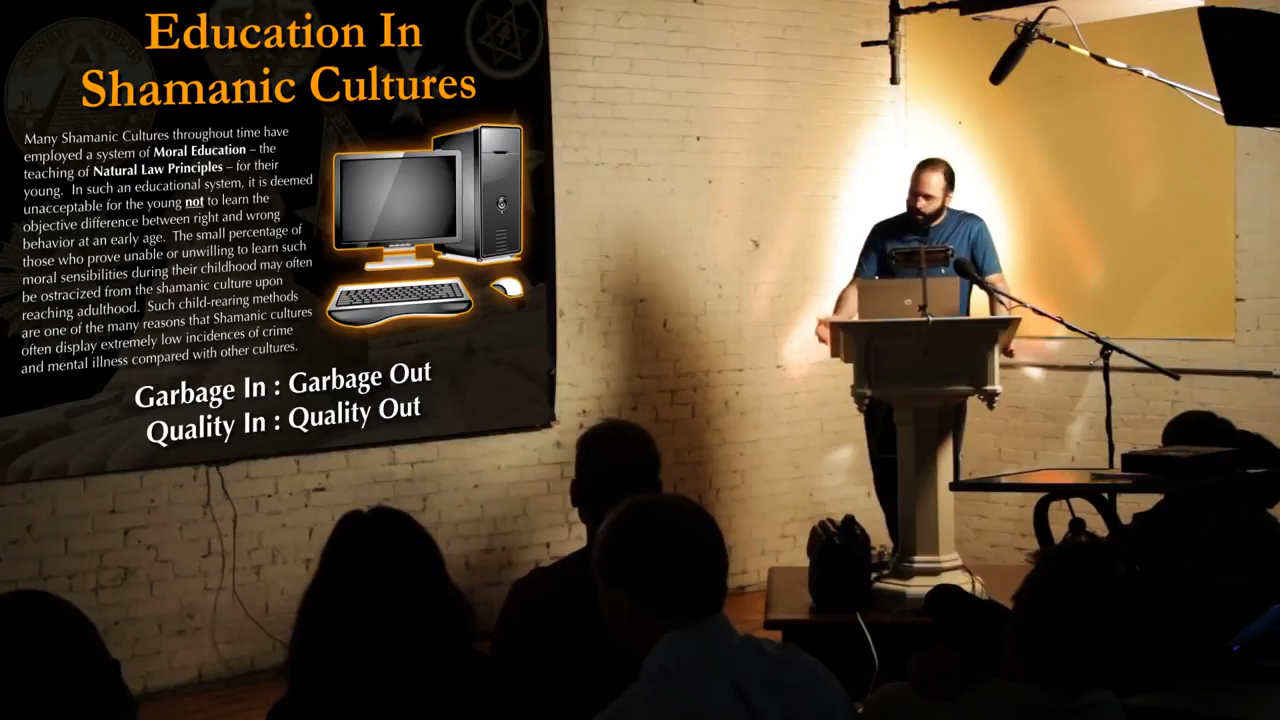 Education In
Shamanic Cultures
Many Shamanic Cultures throughout time have
employed a system of Moral Education – the
teaching of Natural Law Principles – for their
young. In such an educational system, it is deemed
unacceptable for the young not to learn the
objective difference between right and wrong
behavior at an early age. The small percentage of
those who prove unable or unwilling to learn such
moral sensibilities during their childhood may often
be ostracized from the shamanic culture upon
reaching adulthood. Such child-rearing methods
are one of the many reasons that Shamanic cultures
often display extremely low incidences of crime
and mental illness compared with other cultures.
Garbage In : Garbage Out
Quality In : Quality Out